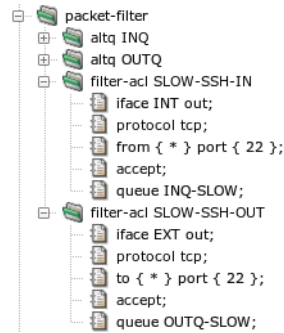 packet-filter
altq INQ
altq OUTQ
filter-acl SLOW-SSH-IN
iface INT out;
protocol tcp;
from { * } port { 22 };
accept;
queue INQ-SLOW;
filter-acl SLOW-SSH-OUT
iface EXT out;
protocol tcp;
to { * } port { 22 };
accept;
queue OUTQ-SLOW;